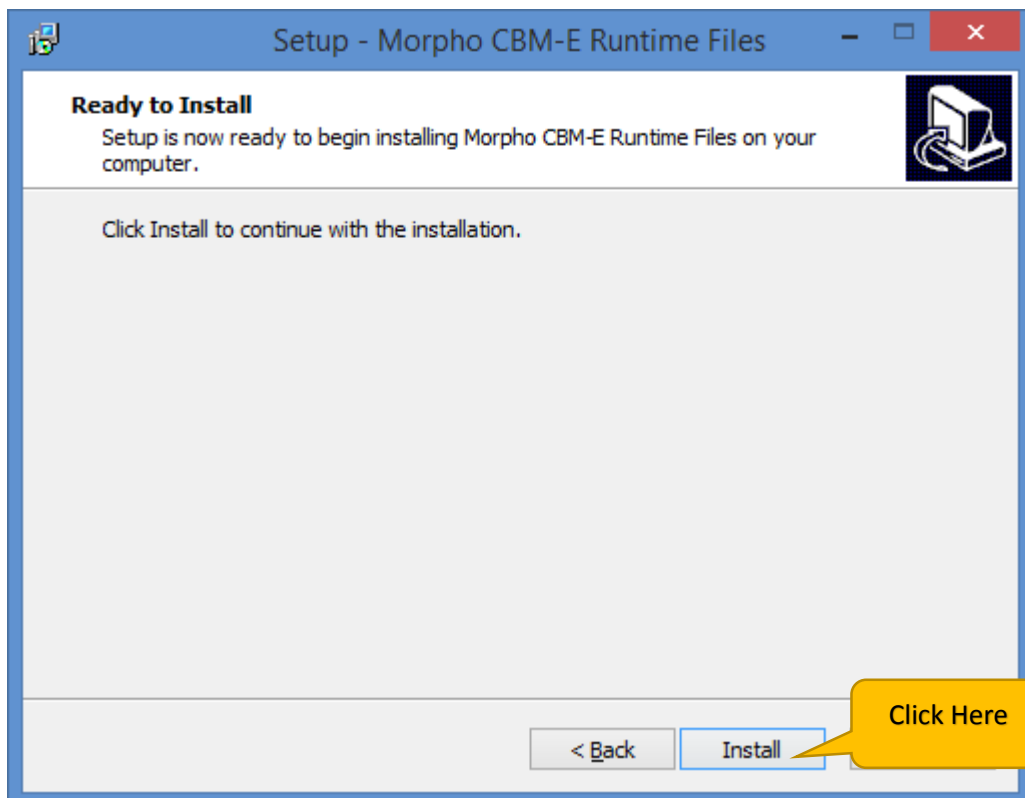 Setup - Morpho CBM-E Runtime Files
Ready to Install
Setup is now ready to begin installing Morpho CBM-E Runtime Files on your
computer.
Click Install to continue with the installation.
Click Here
< Back
Install